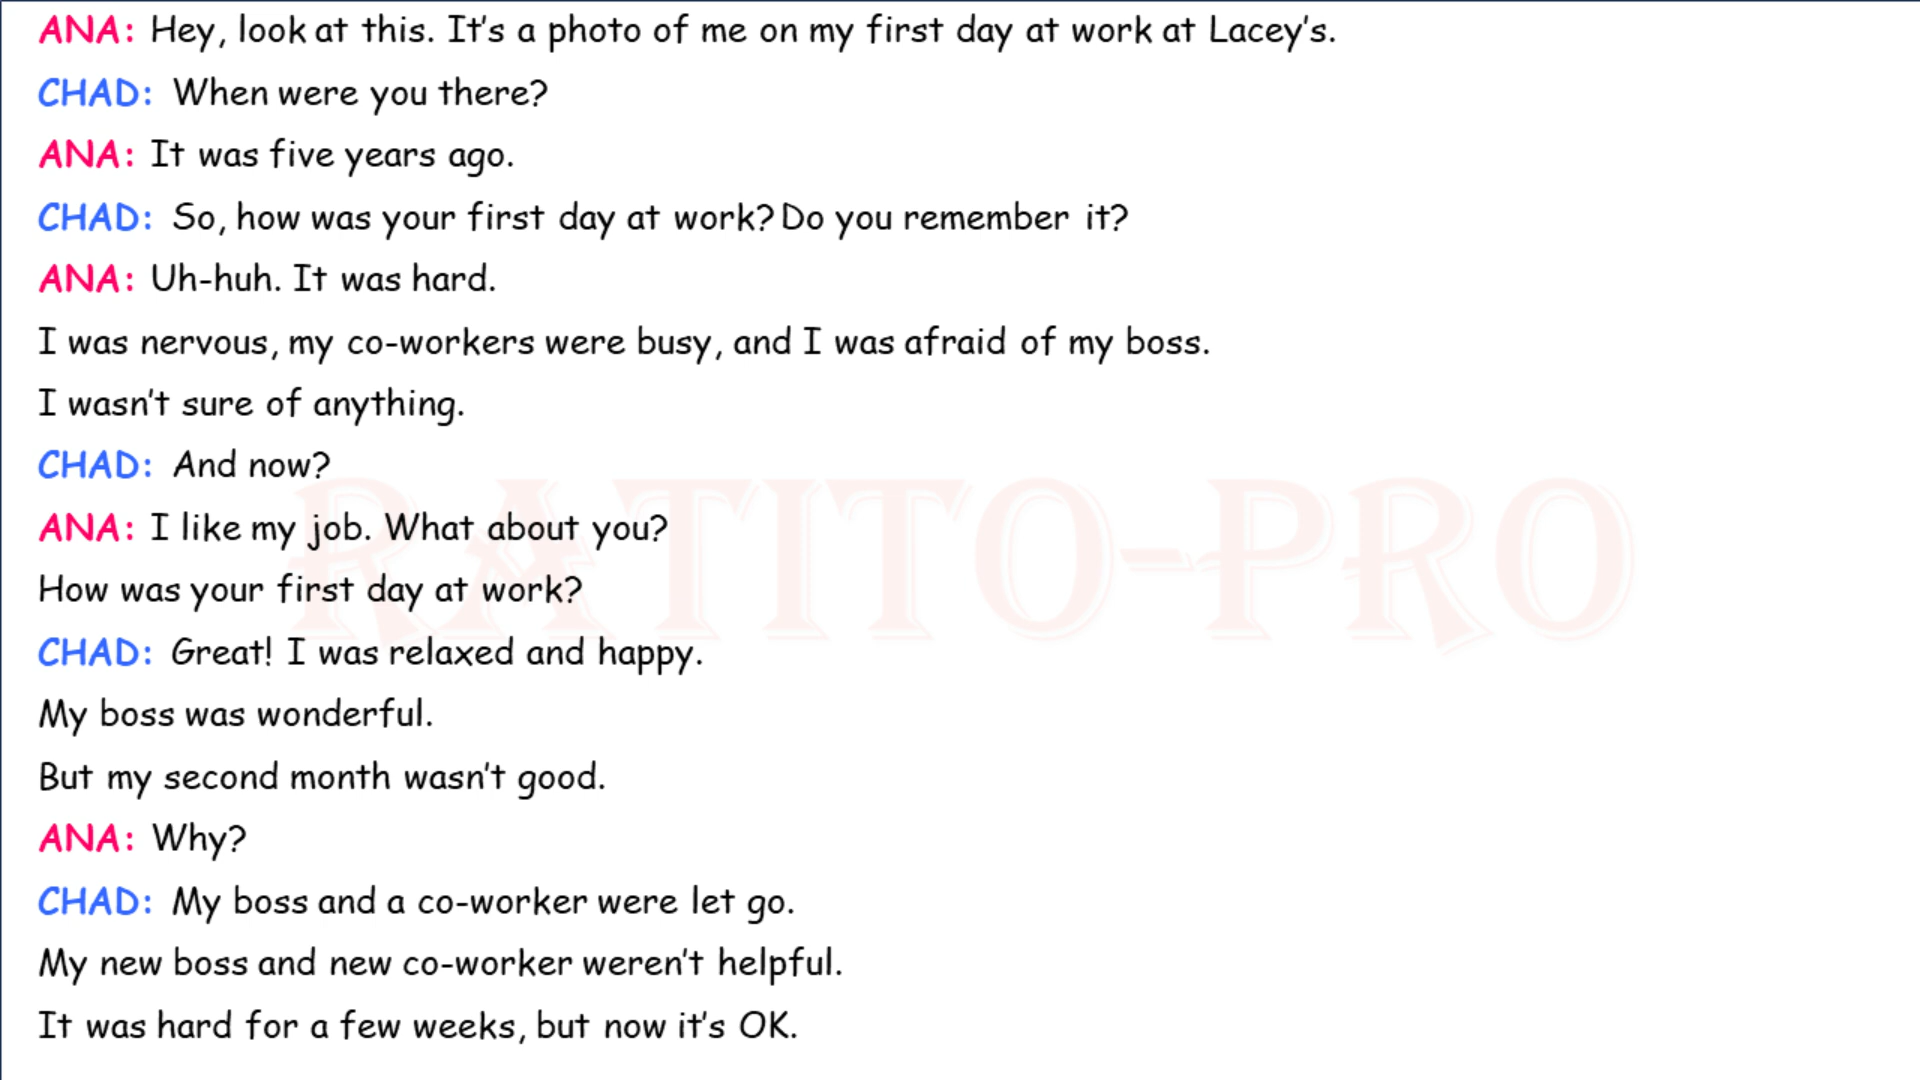 ANA: Hey, look at this. It's a photo of me on my first day at work at Lacey's.
CHAD: When were you there?
ANA: It was five years ago.
CHAD: So, how was your first day at work? Do you remember it?
ANA: Uh-huh. It was hard.
I was nervous, my co-workers were busy, and I was afraid of my boss.
I wasn't sure of anything.
CHAD: And now?
ANA: I like my job. What about you?
RATITO-PRO
How was your first day at work?
CHAD: Great! I was relaxed and happy.
My boss was wonderful.
But my second month wasn't good.
ANA: Why?
CHAD: My boss and a co-worker were let go.
My new boss and new co-worker weren't helpful.
It was hard for a few weeks, but now it's OK.